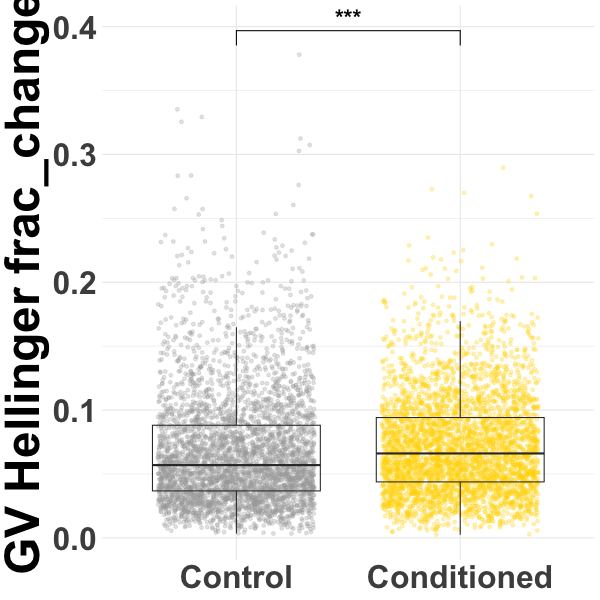 GV Hellinger frac_change
0.4
0.3
0.2
0.1
0.0
***
Control
Conditioned